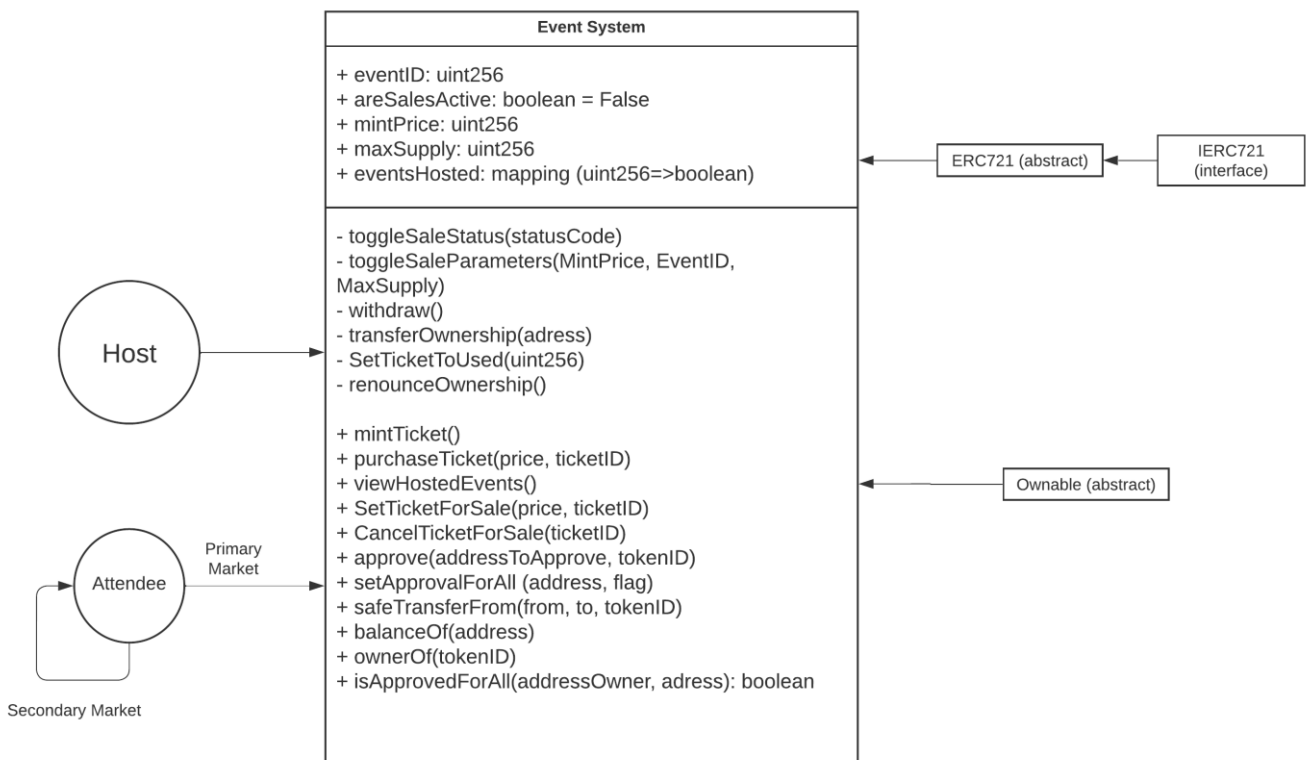 Event System
+ eventID: uint256
+ areSalesActive: boolean = False
+ mintPrice: uint256
+ maxSupply: uint256
+ eventsHosted: mapping (uint256=>boolean)
ERC721 (abstract)
IERC721
(interface)
- toggleSaleStatus(statusCode)
- toggleSaleParameters(MintPrice, EventID,
MaxSupply)
- withdraw()
- transferOwnership(adress)
- SetTicketToUsed(uint256)
- renounceOwnership()
Host
+ mintTicket()
+ purchaseTicket(price, ticketID)
+ viewHostedEvents()
+ SetTicketForSale(price, ticketID)
+ CancelTicketForSale(ticketID)
+ approve(addressToApprove, tokenID)
+ setApprovalForAll (address, flag)
+ safeTransferFrom(from, to, tokenID)
+ balanceOf(address)
+ ownerOf(tokenID)
+ isApprovedForAll(addressOwner, adress): boolean
Ownable (abstract)
Primary
Market
Attendee
Secondary Market